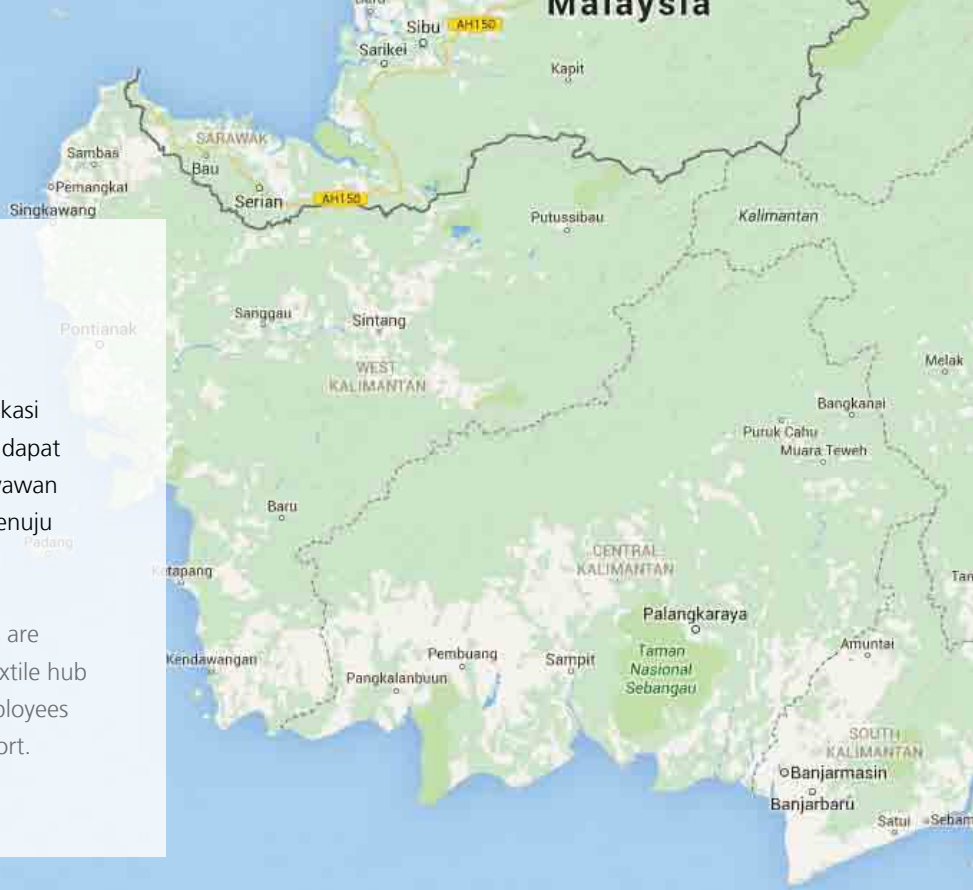 Malaysia
Sibu
AH150
Sarikei
Kapit
SARAWAK
Sambas
Bau
Pemangkat
Serian
AH150
Singkawang
Putussibau
Kalimantan
Sanggau
Sintang
Pontianak
WEST
KALIMANTAN
Melak
Bangkanai
Puruk Cahu
Muara Teweh
kasi
dapat
awan
enuju
Padang
Baru
CENTRAL
KALIMANTAN
Ketapang
Tan
Palangkaraya
are
xtile hub
ployees
ort.
Kendawangan
Pembuang
Pangkalanbuun
Sampit
Taman
Nasional
Sebangau
Amuntai
SOUTH
KALIMANTAN
Banjarmasin
Banjarbaru
Satui
Sebam